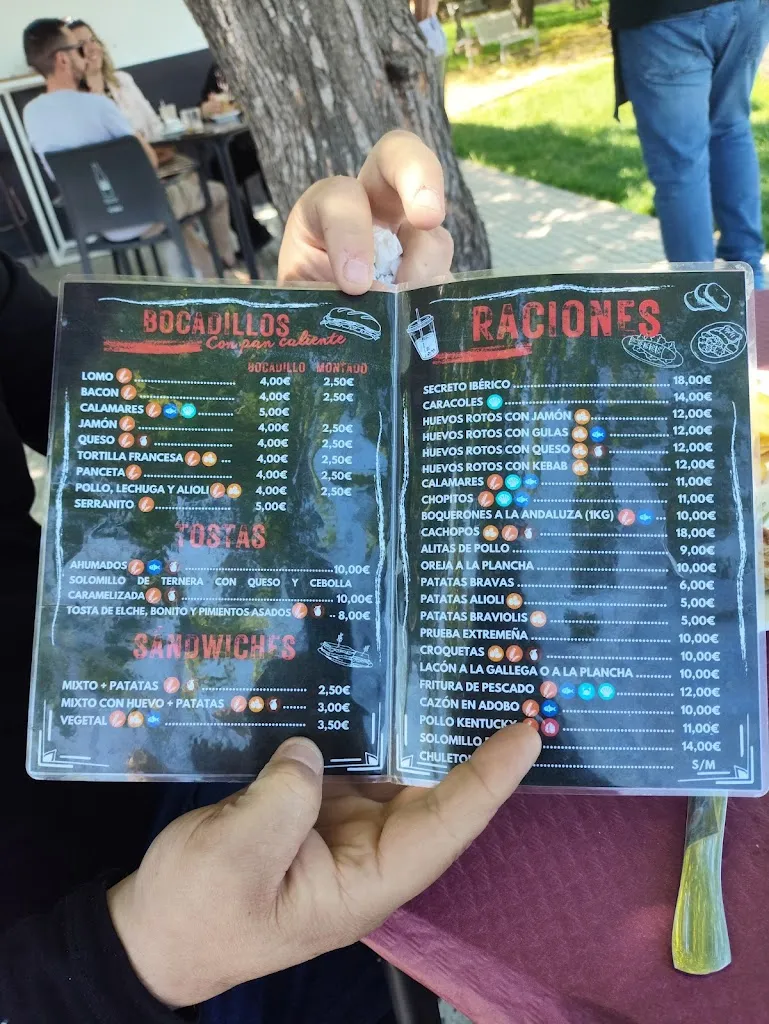 BOCADILLOS
Con pan caliente
BOCADILLO MONTADO
LOMO 4,00€ 2,50€
BACON 4,00€ 2,50€
CALAMARES 5,00€
JAMÓN 4,00€ 2,50€
QUESO 4,00€ 2,50€
TORTILLA FRANCESA 4,00€ 2,50€
PANCETA 4,00€ 2,50€
POLLO, LECHUGA Y ALIOLI 4,00€ 2,50€
SERRANITO 5,00€
TOSTAS
AHUMADOS 10,00€
SOLOMILLO DE TERNERA CON QUESO Y CEBOLLA
CARAMELIZADA 10,00€
TOSTA DE ELCHE, BONITO Y PIMIENTOS ASADOS 8,00€
SÁNDWICHES
MIXTO + PATATAS 2,50€
MIXTO CON HUEVO + PATATAS 3,00€
VEGETAL 3,50€
RACIONES
SECRETO IBÉRICO 18,00€
CARACOLES 14,00€
HUEVOS ROTOS CON JAMÓN 12,00€
HUEVOS ROTOS CON GULAS 12,00€
HUEVOS ROTOS CON QUESO 12,00€
HUEVOS ROTOS CON KEBAB 12,00€
CALAMARES 11,00€
CHOPITOS 11,00€
BOQUERONES A LA ANDALUZA (1KG) 10,00€
CACHOPOS 18,00€
ALITAS DE POLLO 9,00€
OREJA A LA PLANCHA 10,00€
PATATAS BRAVAS 6,00€
PATATAS ALIOLI 5,00€
PATATAS BRAVIOLIS 5,00€
PRUEBA EXTREMEÑA 10,00€
CROQUETAS 10,00€
LACÓN A LA GALLEGA O A LA PLANCHA 10,00€
FRITURA DE PESCADO 12,00€
CAZÓN EN ADOBO 10,00€
POLLO KENTUCKY 11,00€
SOLOMILLO 14,00€
S/M